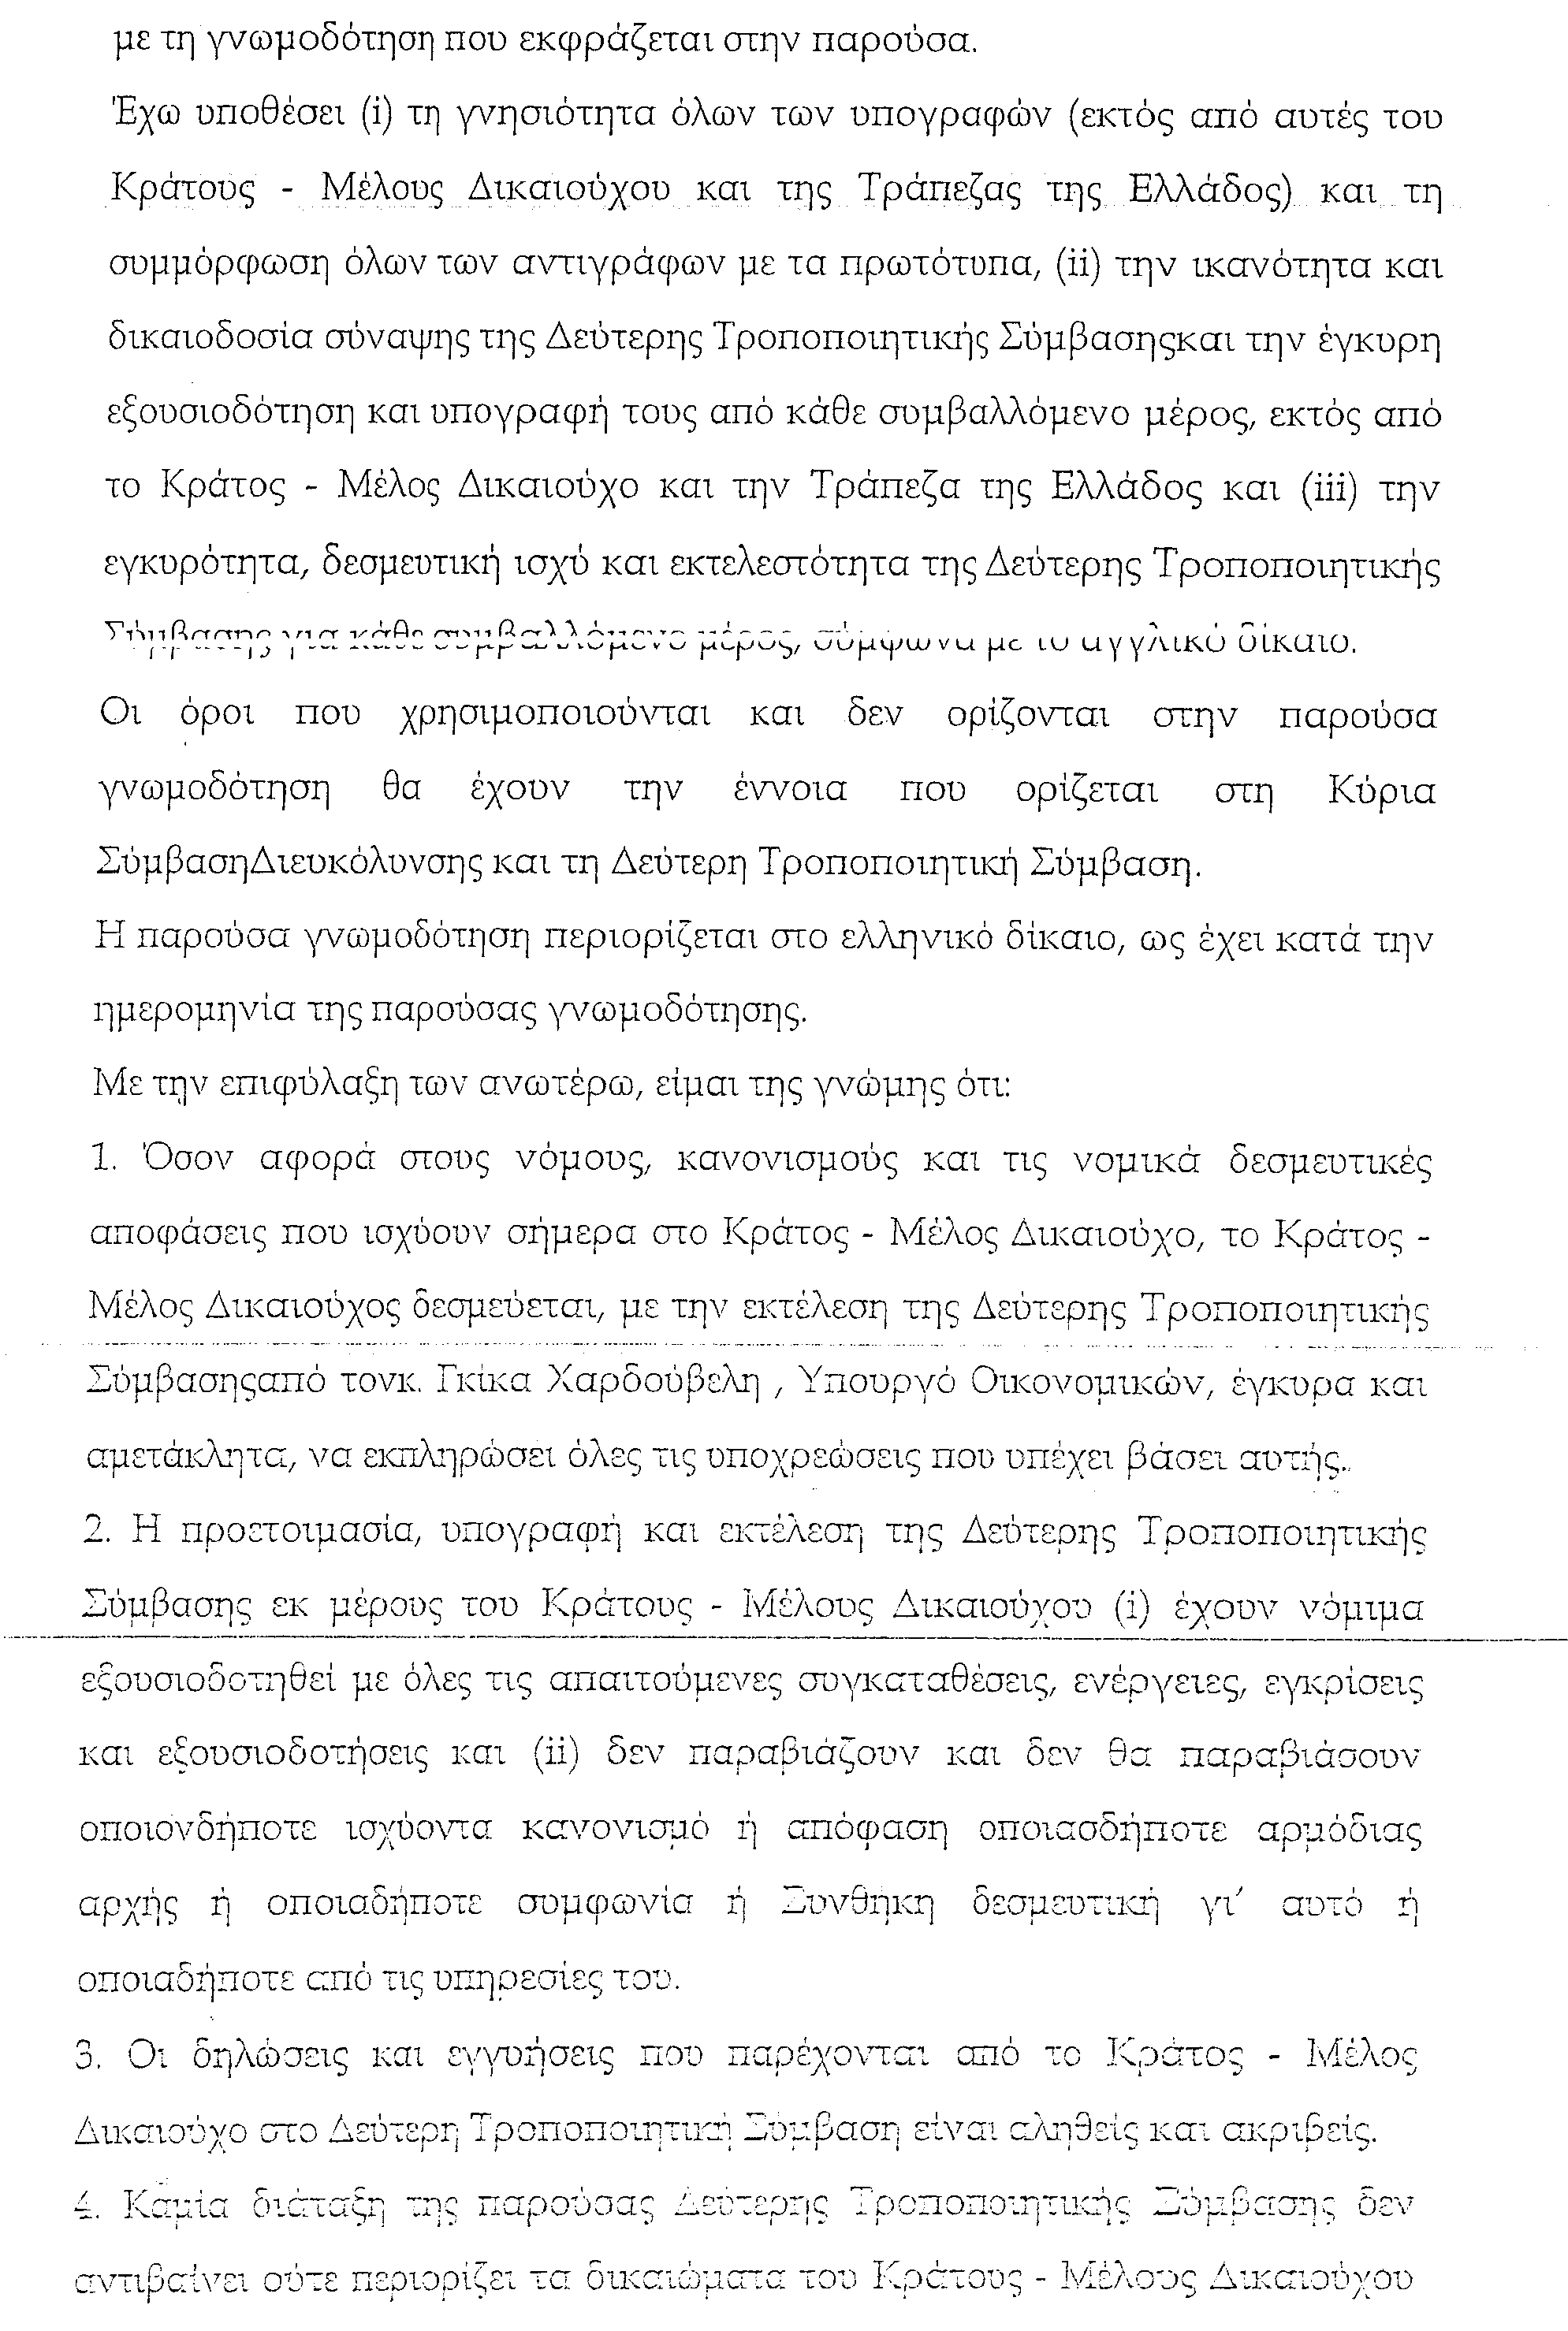 με τη γνωμοδότηση που εκφράζεται στην παρούσα.
Έχω υποθέσει (i) τη γνησιότητα όλων των υπογραφών (εκτός από αυτές του
Κράτους - Μέλους Δικαιούχου και της Τράπεζας της Ελλάδος) και τη
συμμόρφωση όλων των αντιγράφων με τα πρωτότυπα, (ii) την ικανότητα και
δικαιοδοσία σύναψης της Δεύτερης Τροποποιητικής Σύμβασηςκαι την έγκυρη
εξουσιοδότηση και υπογραφή τους από κάθε συμβαλλόμενο μέρος, εκτός από
το Κράτος - Μέλος Δικαιούχο και την Τράπεζα της Ελλάδος και (iii) την
εγκυρότητα, δεσμευτική ισχύ και εκτελεστότητα της Δεύτερης Τροποποιητικής
Σύμβασης για κάθε συμβαλλόμενο μέρος, σύμφωνα με το αγγλικό δίκαιο.
Οι όροι που χρησιμοποιούνται και δεν ορίζονται στην παρούσα
γνωμοδότηση θα έχουν την έννοια που ορίζεται στη Κύρια
ΣύμβασηΔιευκόλυνσης και τη Δεύτερη Τροποποιητική Σύμβαση.
Η παρούσα γνωμοδότηση περιορίζεται στο ελληνικό δίκαιο, ως έχει κατά την
ημερομηνία της παρούσας γνωμοδότησης.
Με την επιφύλαξη των ανωτέρω, είμαι της γνώμης ότι:
1. Όσον αφορά στους νόμους, κανονισμούς και τις νομικά δεσμευτικές
αποφάσεις που ισχύουν σήμερα στο Κράτος - Μέλος Δικαιούχο, το Κράτος -
Μέλος Δικαιούχος δεσμεύεται, με την εκτέλεση της Δεύτερης Τροποποιητικής
Σύμβασηςαπό τονκ. Γκίκα Χαρδούβελη , Υπουργό Οικονομικών, έγκυρα και
αμετάκλητα, να εκπληρώσει όλες τις υποχρεώσεις που υπέχει βάσει αυτής..
2. Η προετοιμασία, υπογραφή και εκτέλεση της Δεύτερης Τροποποιητικής
Σύμβασης εκ μέρους του Κράτους - Μέλους Δικαιούχου (i) έχουν νόμιμα
εξουσιοδοτηθεί με όλες τις απαιτούμενες συγκαταθέσεις, ενέργειες, εγκρίσεις
και εξουσιοδοτήσεις και (ii) δεν παραβιάζουν και δεν θα παραβιάσουν
οποιονδήποτε ισχύοντα κανονισμό ή απόφαση οποιασδήποτε αρμόδιας
αρχής ή οποιαδήποτε συμφωνία ή Συνθήκη δεσμευτική γι' αυτό ή
οποιαδήποτε από τις υπηρεσίες του.
3. Οι δηλώσεις και εγγυήσεις που παρέχονται από το Κράτος - Μέλος
Δικαιούχο στο Δεύτερη Τροποποιητική Σύμβαση είναι αληθείς και ακριβείς.
4. Καμία διάταξη της παρούσας Δεύτερης Τροποποιητικής Σύμβασης δεν
αντιβαίνει ούτε περιορίζει τα δικαιώματα του Κράτους - Μέλους Δικαιούχου